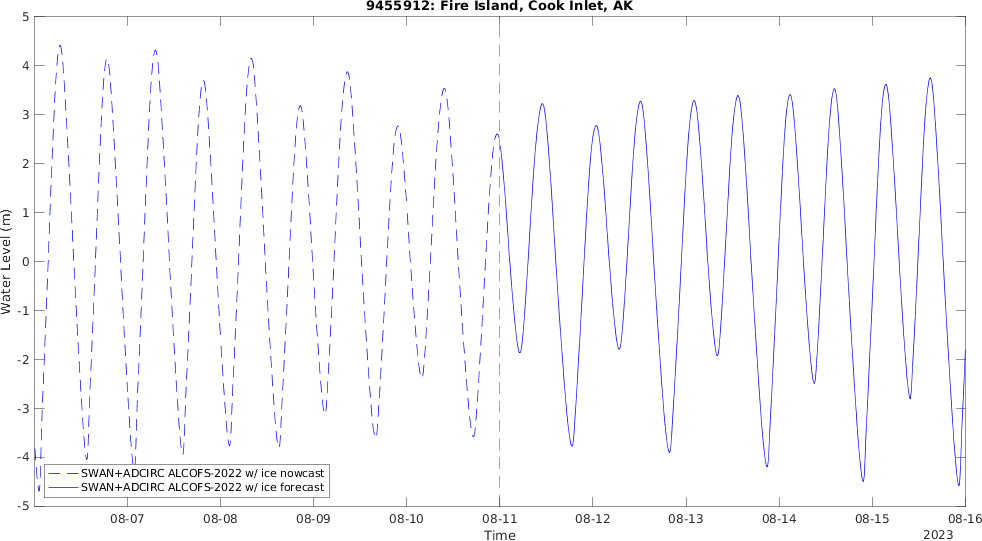 9455912: Fire Island, Cook Inlet, AK
5
4
3
2
1
0
-1
-2
-3
-4
-5
Water Level (m)
SWAN+ADCIRC ALCOFS-2022 w/ ice nowcast
SWAN+ADCIRC ALCOFS-2022 w/ ice forecast
08-07 08-08 08-09 08-10 08-11 08-12 08-13 08-14 08-15 08-16
Time
2023